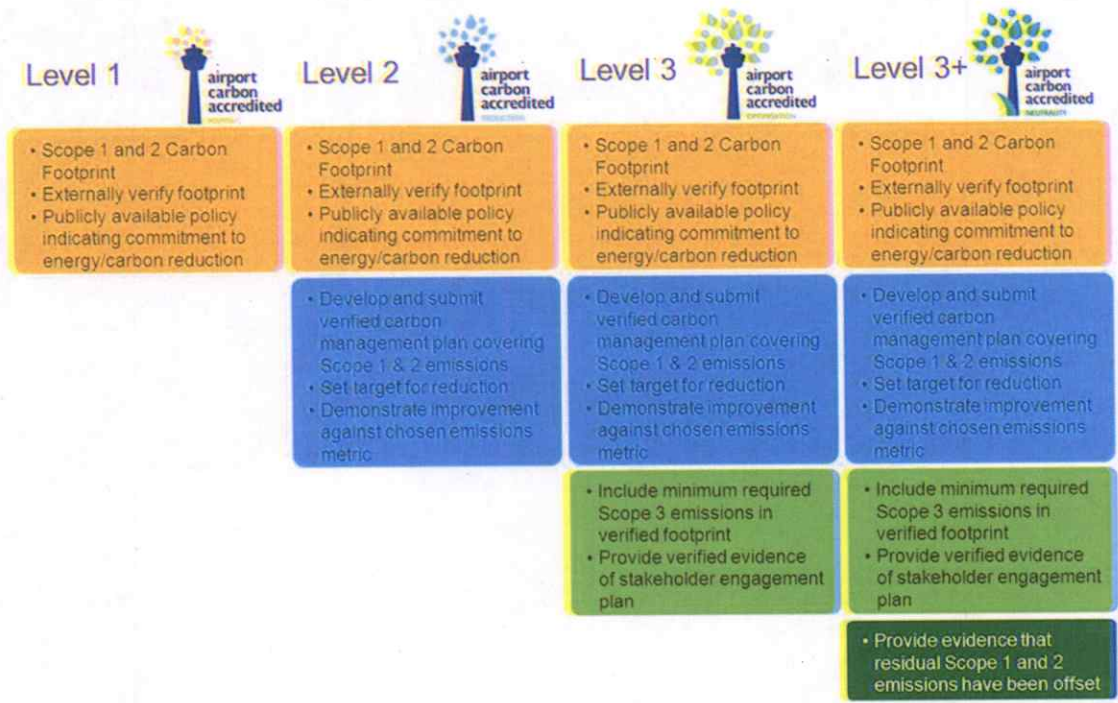 Level 1
airport
carbon
accredited
• Scope 1 and 2 Carbon
Footprint
• Externally verify footprint
• Publicly available policy
indicating commitment to
energy/carbon reduction
Level 2
airport
carbon
accredited
REDUCTION
• Scope 1 and 2 Carbon
Footprint
• Externally verify footprint
• Publicly available policy
indicating commitment to
energy/carbon reduction
• Develop and submit
verified carbon
management plan covering
Scope 1 & 2 emissions
• Set target for reduction
• Demonstrate improvement
against chosen emissions
metric
Level 3
airport
carbon
accredited
OPTIMISATION
• Scope 1 and 2 Carbon
Footprint
• Externally verify footprint
• Publicly available policy
indicating commitment to
energy/carbon reduction
• Develop and submit
verified carbon
management plan covering
Scope 1 & 2 emissions
• Set target for reduction
• Demonstrate improvement
against chosen emissions
metric
• Include minimum required
Scope 3 emissions in
verified footprint
• Provide verified evidence
of stakeholder engagement
plan
Level 3+
airport
carbon
accredited
NEUTRALITY
• Scope 1 and 2 Carbon
Footprint
• Externally verify footprint
• Publicly available policy
indicating commitment to
energy/carbon reduction
• Develop and submit
verified carbon
management plan covering
Scope 1 & 2 emissions
• Set target for reduction
• Demonstrate improvement
against chosen emissions
metric
• Include minimum required
Scope 3 emissions in
verified footprint
• Provide verified evidence
of stakeholder engagement
plan
• Provide evidence that
residual Scope 1 and 2
emissions have been offset